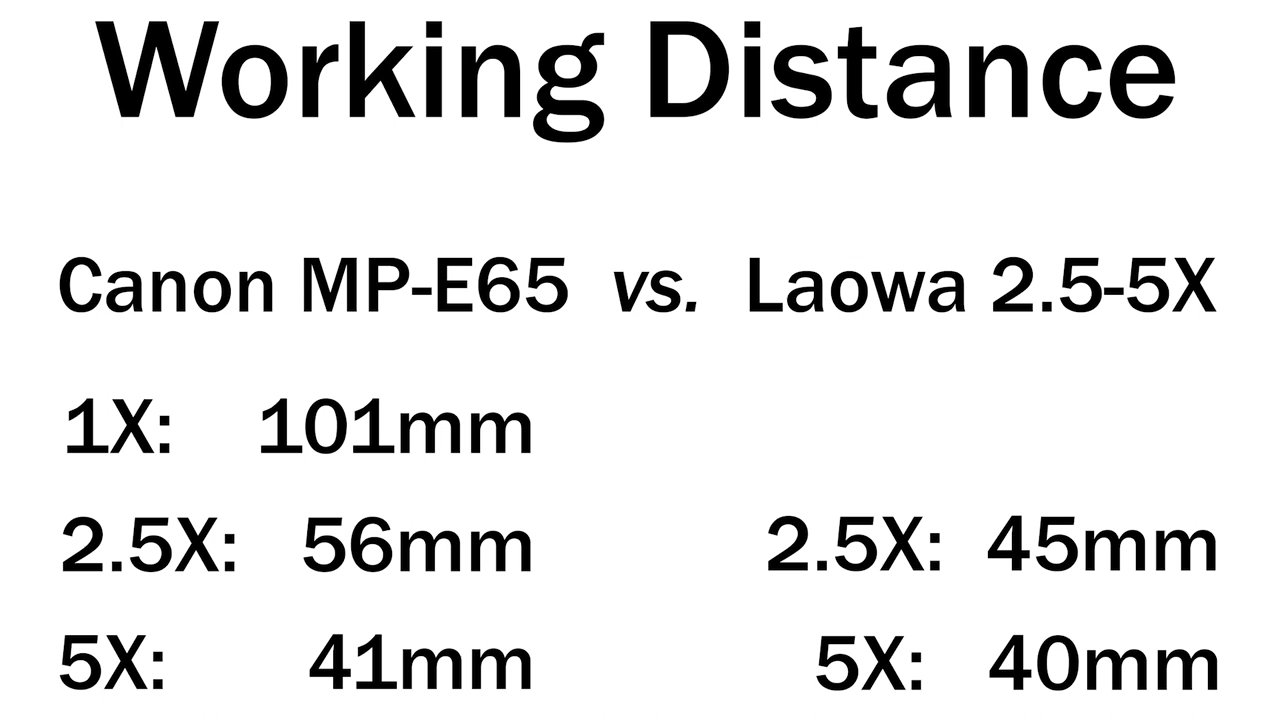 Working Distance
Canon MP-E65 vs. Laowa 2.5-5X
1X: 101mm
2.5X: 56mm 2.5X: 45mm
5X: 41mm 5X: 40mm